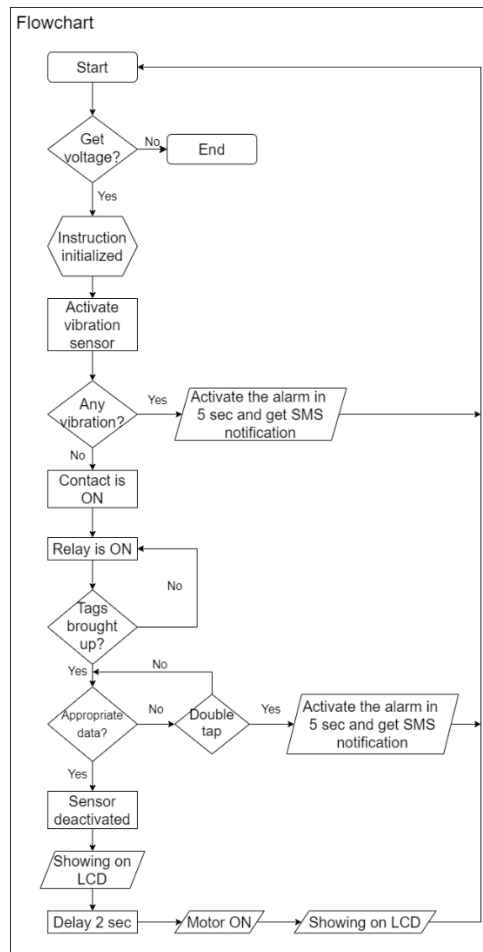 Flowchart
Start
Get
voltage?
No
End
Yes
Instruction
initialized
Activate
vibration
sensor
Any
vibration?
Yes
Activate the alarm in
5 sec and get SMS
notification
No
Contact is
ON
Relay is ON
No
Tags
brought
up?
No
Yes
Appropriate
data?
No
Double
tap
Yes
Activate the alarm in
5 sec and get SMS
notification
Yes
Sensor
deactivated
Showing on
LCD
Delay 2 sec
Motor ON
Showing on LCD